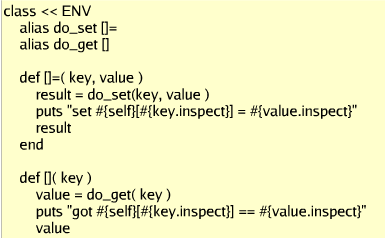 class << ENV
alias do_set []=
alias do_get []
def []=( key, value )
result = do_set(key, value )
puts "set #{self}[#{key.inspect}] = #{value.inspect}"
result
end
def []( key )
value = do_get( key )
puts "got #{self}[#{key.inspect}] == #{value.inspect}"
value